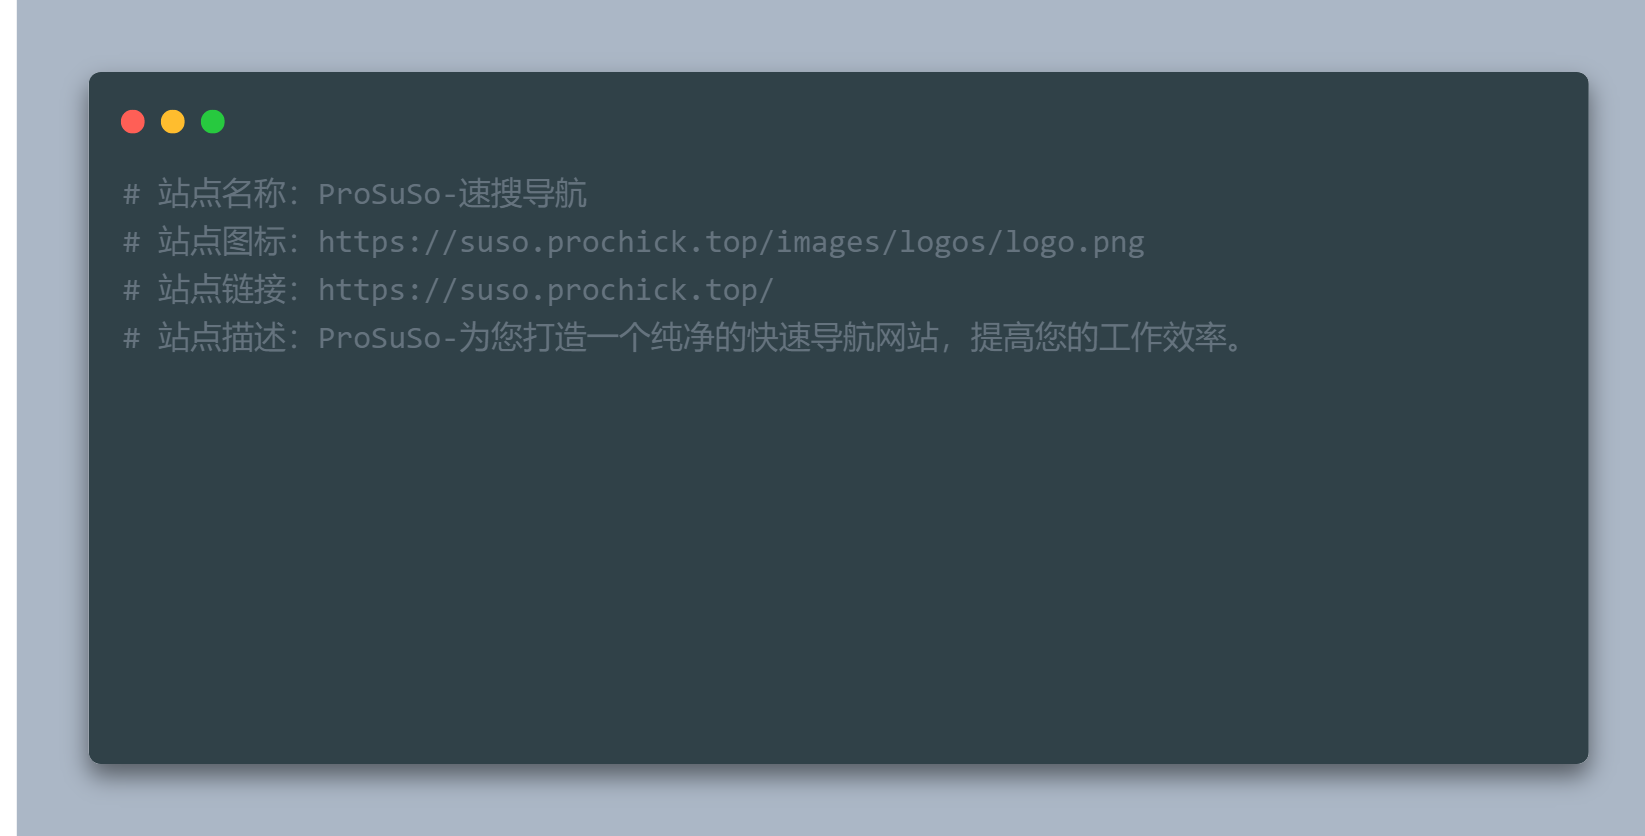 # 站点名称：ProSuSo-速搜导航
# 站点图标：https://suso.prochick.top/images/logos/logo.png
# 站点链接：https://suso.prochick.top/
# 站点描述：ProSuSo-为您打造一个纯净的快速导航网站，提高您的工作效率。